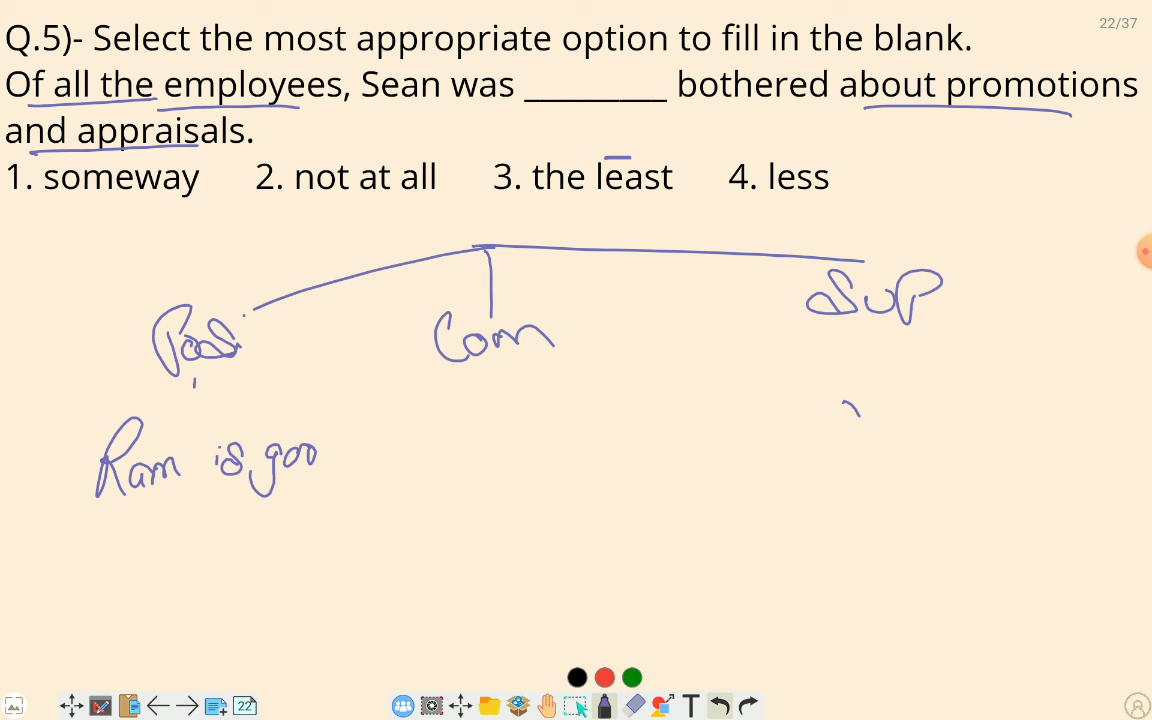 22/37
Q.5)- Select the most appropriate option to fill in the blank.
Of all the employees, Sean was _________ bothered about promotions
and appraisals.
1. someway 2. not at all 3. the least 4. less
Pos. Com Sup
Ram is goo
22